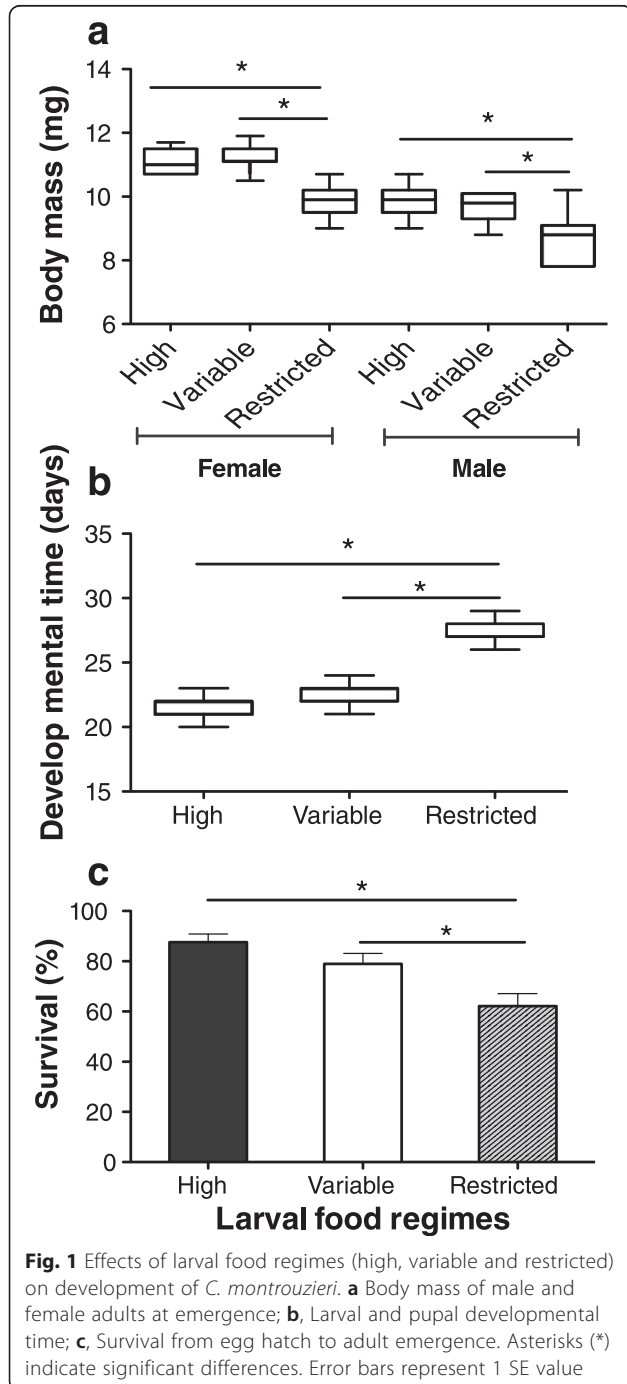 a
Body mass (mg)
14
12
10
8
6
* * * *
High Variable Restricted High Variable Restricted
Female Male
b
Develop mental time (days)
35
30
25
20
15
* *
High Variable Restricted
c
Survival (%)
100
80
60
40
20
0
* *
High Variable Restricted
Larval food regimes
Fig. 1 Effects of larval food regimes (high, variable and restricted)
on development of C. montrouzieri. a Body mass of male and
female adults at emergence; b, Larval and pupal developmental
time; c, Survival from egg hatch to adult emergence. Asterisks (*)
indicate significant differences. Error bars represent 1 SE value